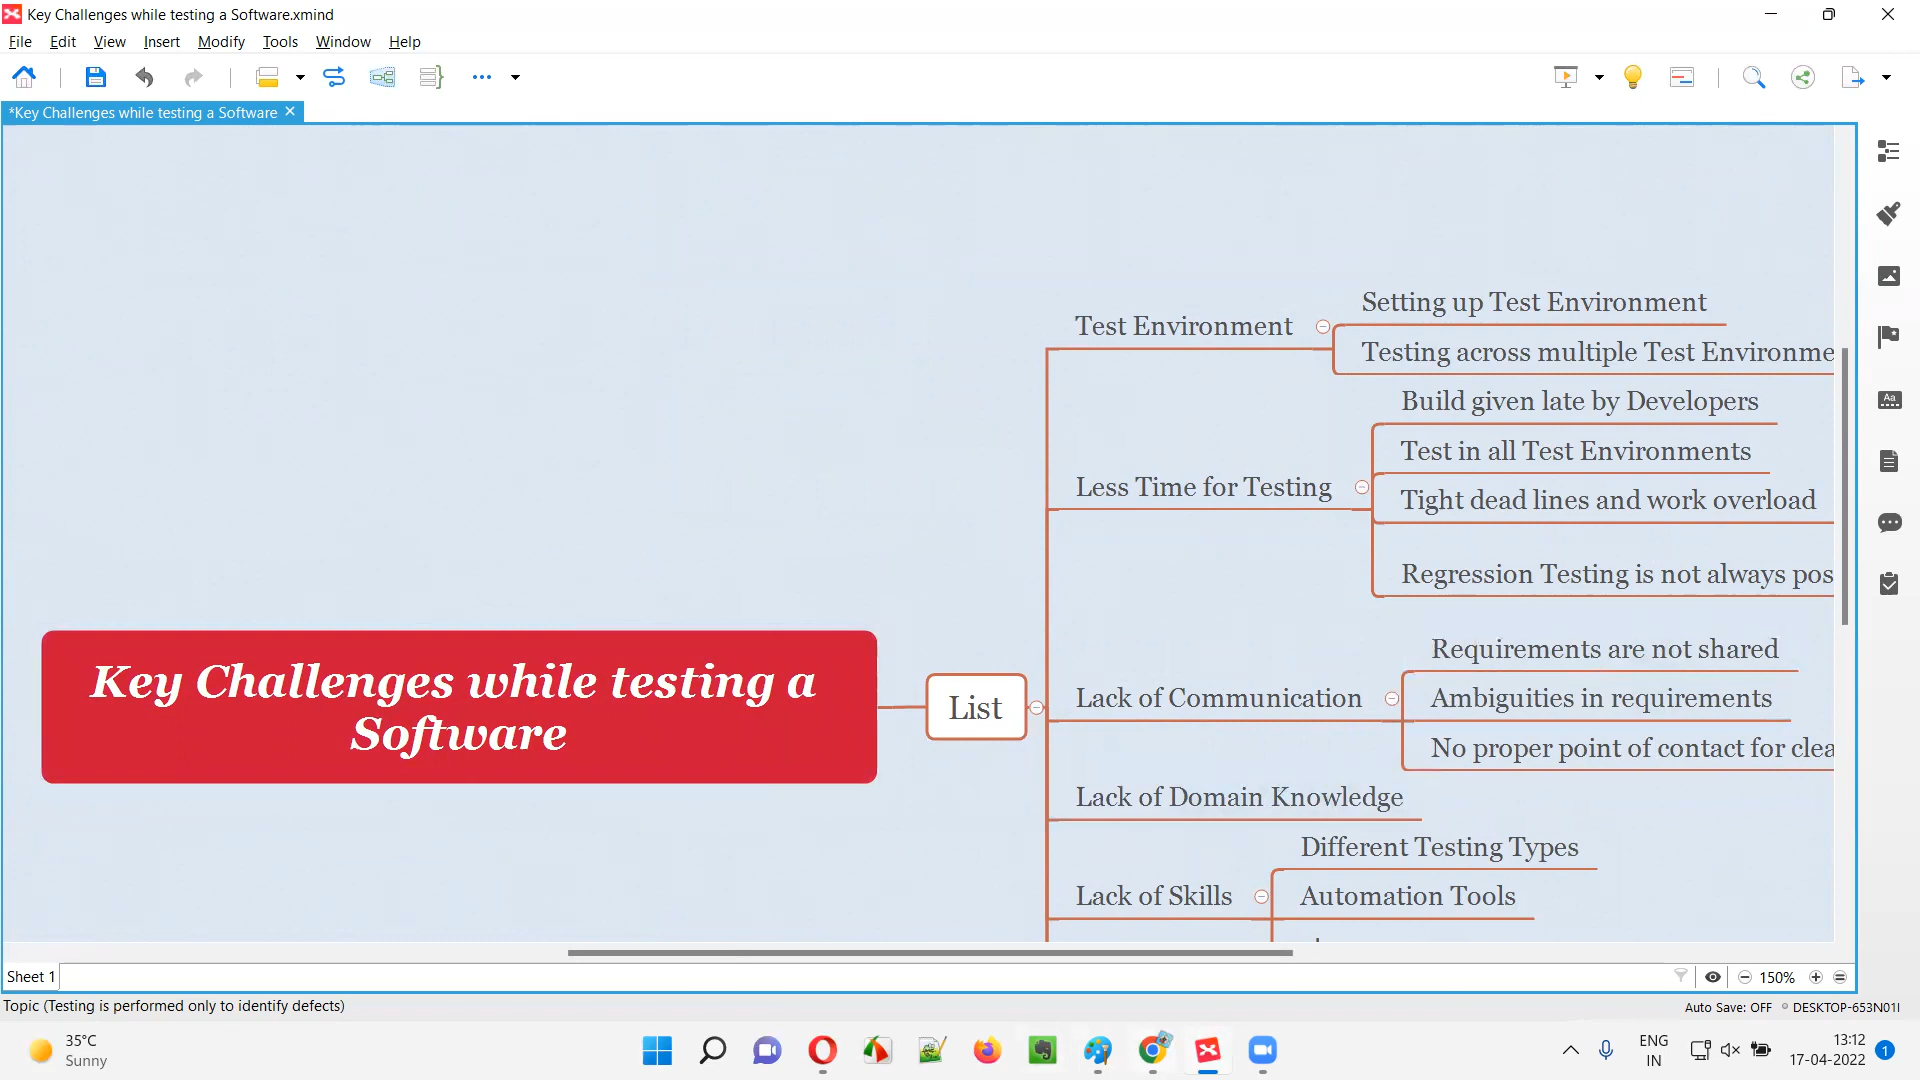 Key Challenges while testing a Software.xmind
File Edit View Insert Modify Tools Window Help
*Key Challenges while testing a Software
Setting up Test Environment
Test Environment
Testing across multiple Test Environme
Build given late by Developers
Test in all Test Environments
Less Time for Testing
Tight dead lines and work overload
Regression Testing is not always pos
Requirements are not shared
Key Challenges while testing a
Software
List
Lack of Communication
Ambiguities in requirements
No proper point of contact for clea
Lack of Domain Knowledge
Different Testing Types
Lack of Skills
Automation Tools
Sheet 1
150%
Topic (Testing is performed only to identify defects)
Auto Save: OFF
DESKTOP-653N01I
35°C
Sunny
ENG
IN
13:12
17-04-2022
1